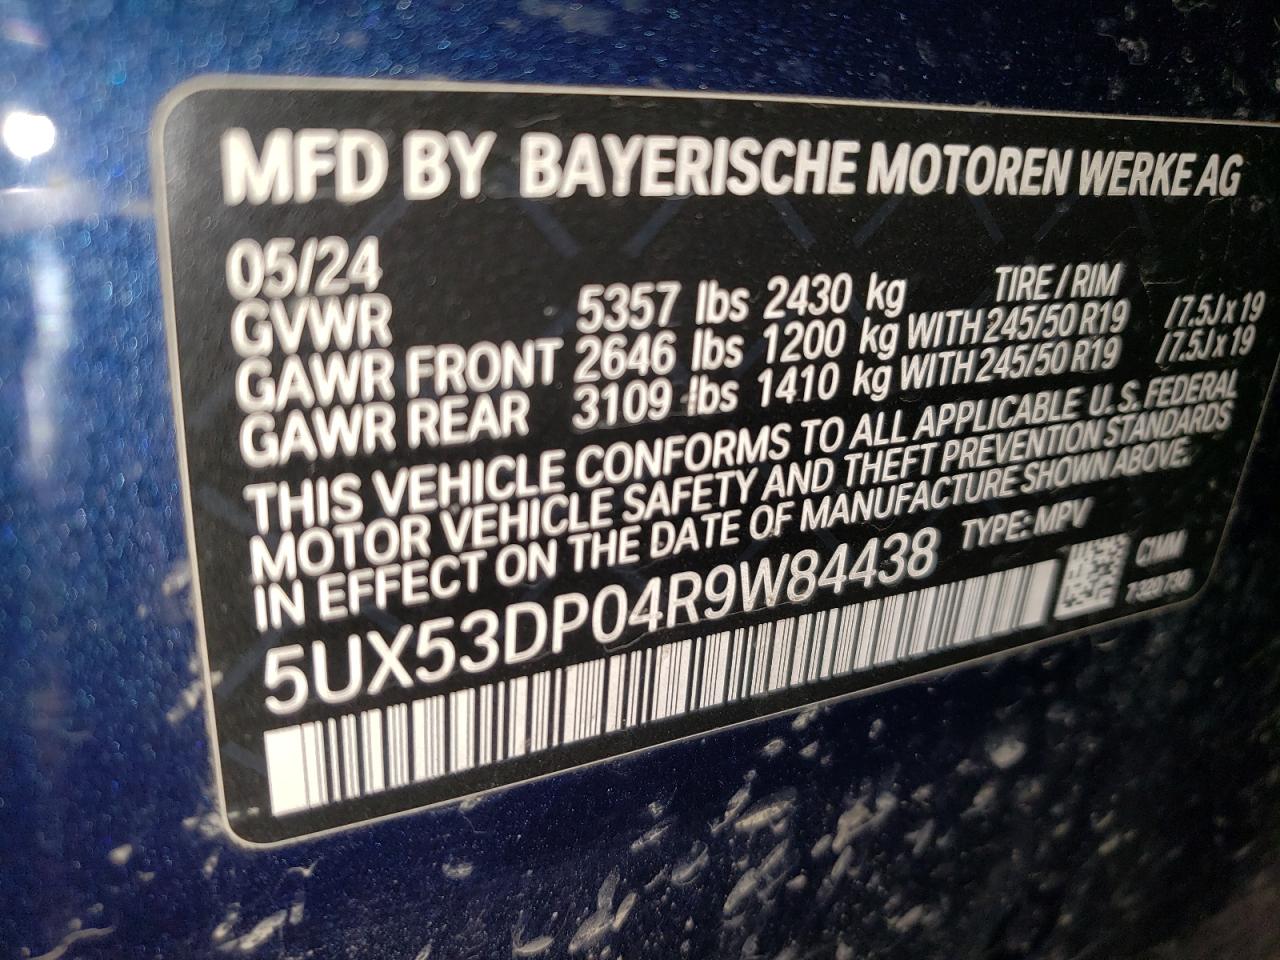 MFD BY BAYERISCHE MOTOREN WERKE AG
05/24
TIRE / RIM
GVWR 5357 lbs 2430 kg
GAWR FRONT 2646 lbs 1200 kg WITH 245/50 R19 /7.5J x 19
GAWR REAR 3109 lbs 1410 kg WITH 245/50 R19 /7.5J x 19
THIS VEHICLE CONFORMS TO ALL APPLICABLE U.S. FEDERAL
MOTOR VEHICLE SAFETY AND THEFT PREVENTION STANDARDS
IN EFFECT ON THE DATE OF MANUFACTURE SHOWN ABOVE.
5UX53DP04R9W84438 TYPE: MPV
C1MM